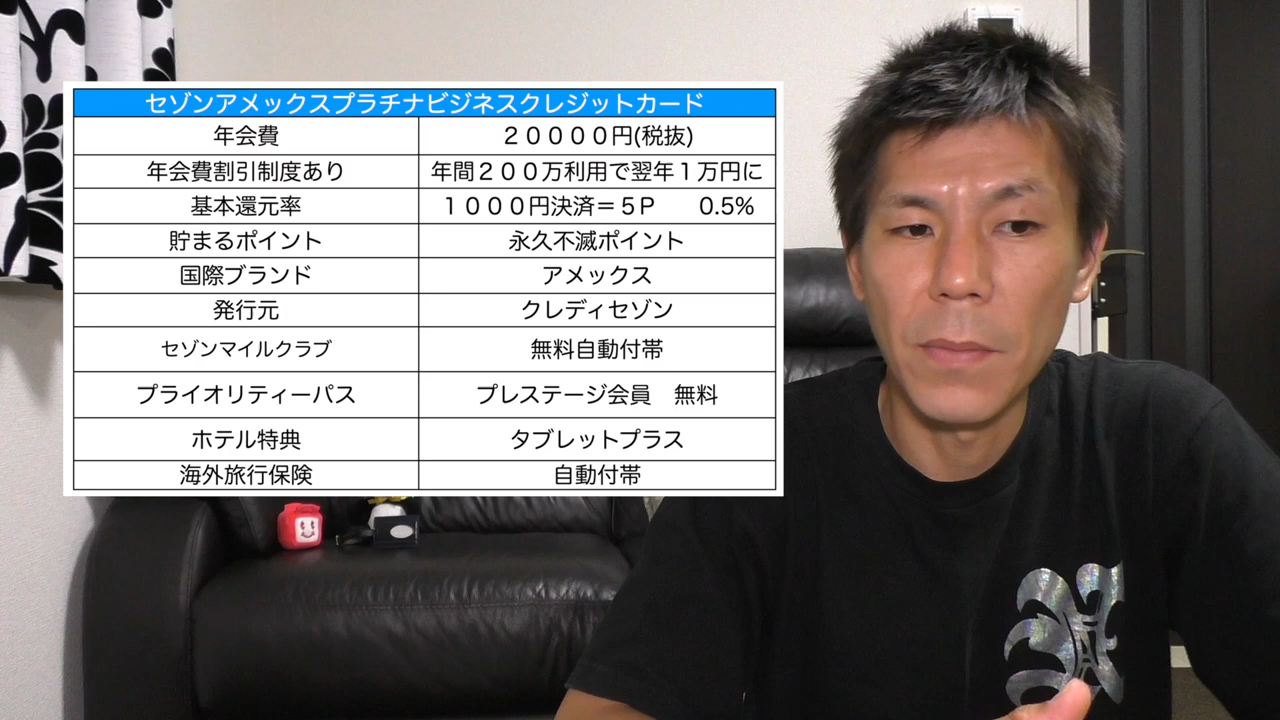 セゾンアメックスプラチナビジネスクレジットカード
年会費 ２００００円(税抜)
年会費割引制度あり 年間２００万利用で翌年１万円に
基本還元率 １０００円決済＝５Ｐ　　0.5%
貯まるポイント 永久不滅ポイント
国際ブランド アメックス
発行元 クレディセゾン
セゾンマイルクラブ 無料自動付帯
プライオリティーパス プレステージ会員　無料
ホテル特典 タブレットプラス
海外旅行保険 自動付帯